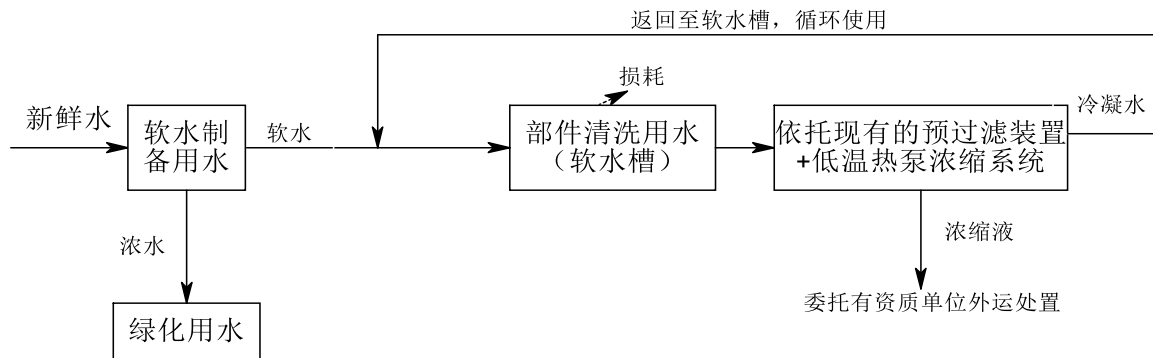 返回至软水槽，循环使用
损耗
新鲜水
软水制
备用水
软水
部件清洗用水
（软水槽）
依托现有的预过滤装置
+低温热泵浓缩系统
冷凝水
浓水
浓缩液
绿化用水
委托有资质单位外运处置